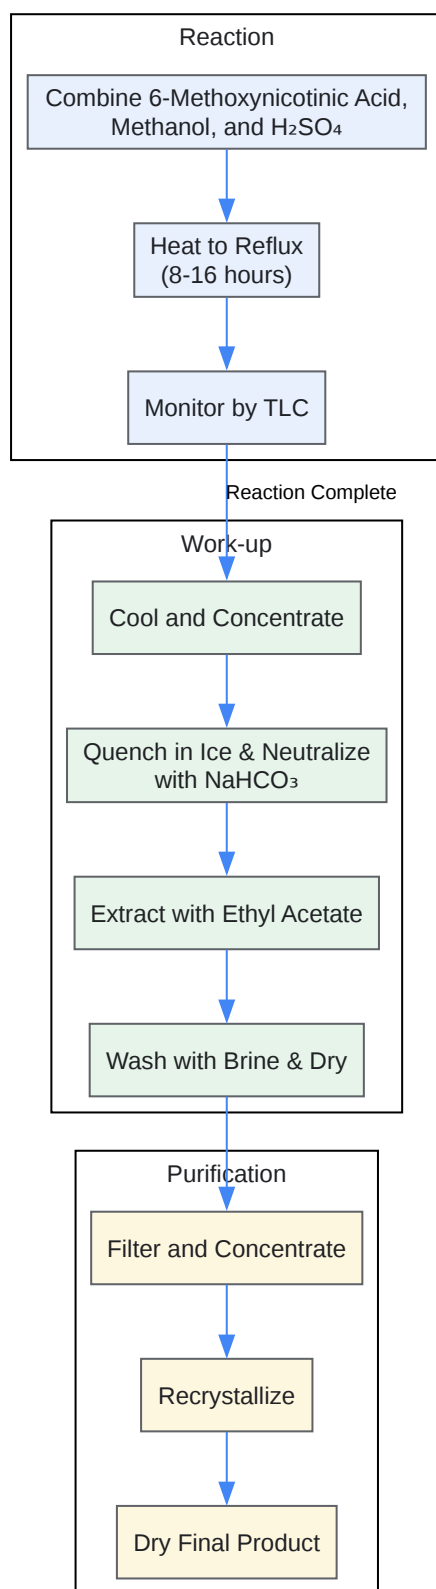 Reaction
Combine 6-Methoxynicotinic Acid,
Methanol, and H₂SO₄
Heat to Reflux
(8-16 hours)
Monitor by TLC
Reaction Complete
Work-up
Cool and Concentrate
Quench in Ice & Neutralize
with NaHCO₃
Extract with Ethyl Acetate
Wash with Brine & Dry
Purification
Filter and Concentrate
Recrystallize
Dry Final Product